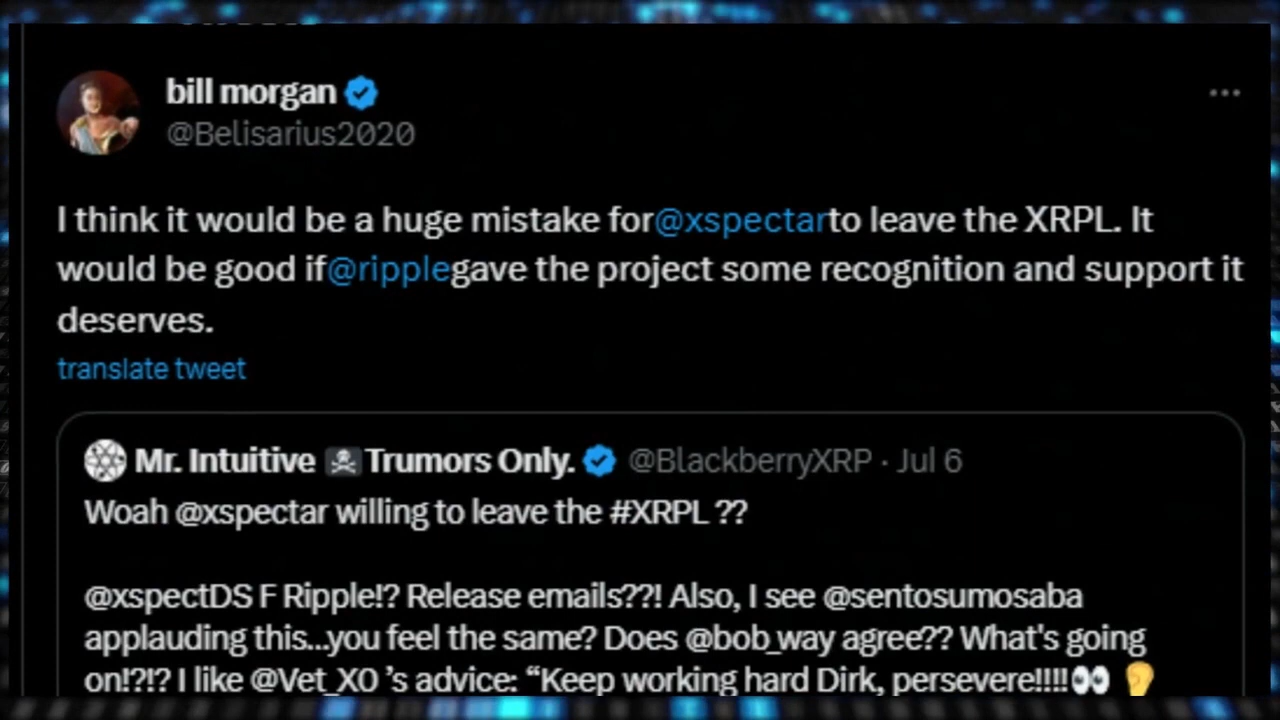 bill morgan
@Belisarius2020
I think it would be a huge mistake for@xspectarto leave the XRPL. It
would be good if@ripplegave the project some recognition and support it
deserves.
translate tweet
Mr. Intuitive ☠️Trumors Only. @BlackberryXRP · Jul 6
Woah @xspectar willing to leave the #XRPL ??
@xspectDS F Ripple!? Release emails??! Also, I see @sentosumosaba
applauding this...you feel the same? Does @bob_way agree?? What's going
on!?!? I like @Vet_X0 ’s advice: “Keep working hard Dirk, persevere!!!!👀 👂